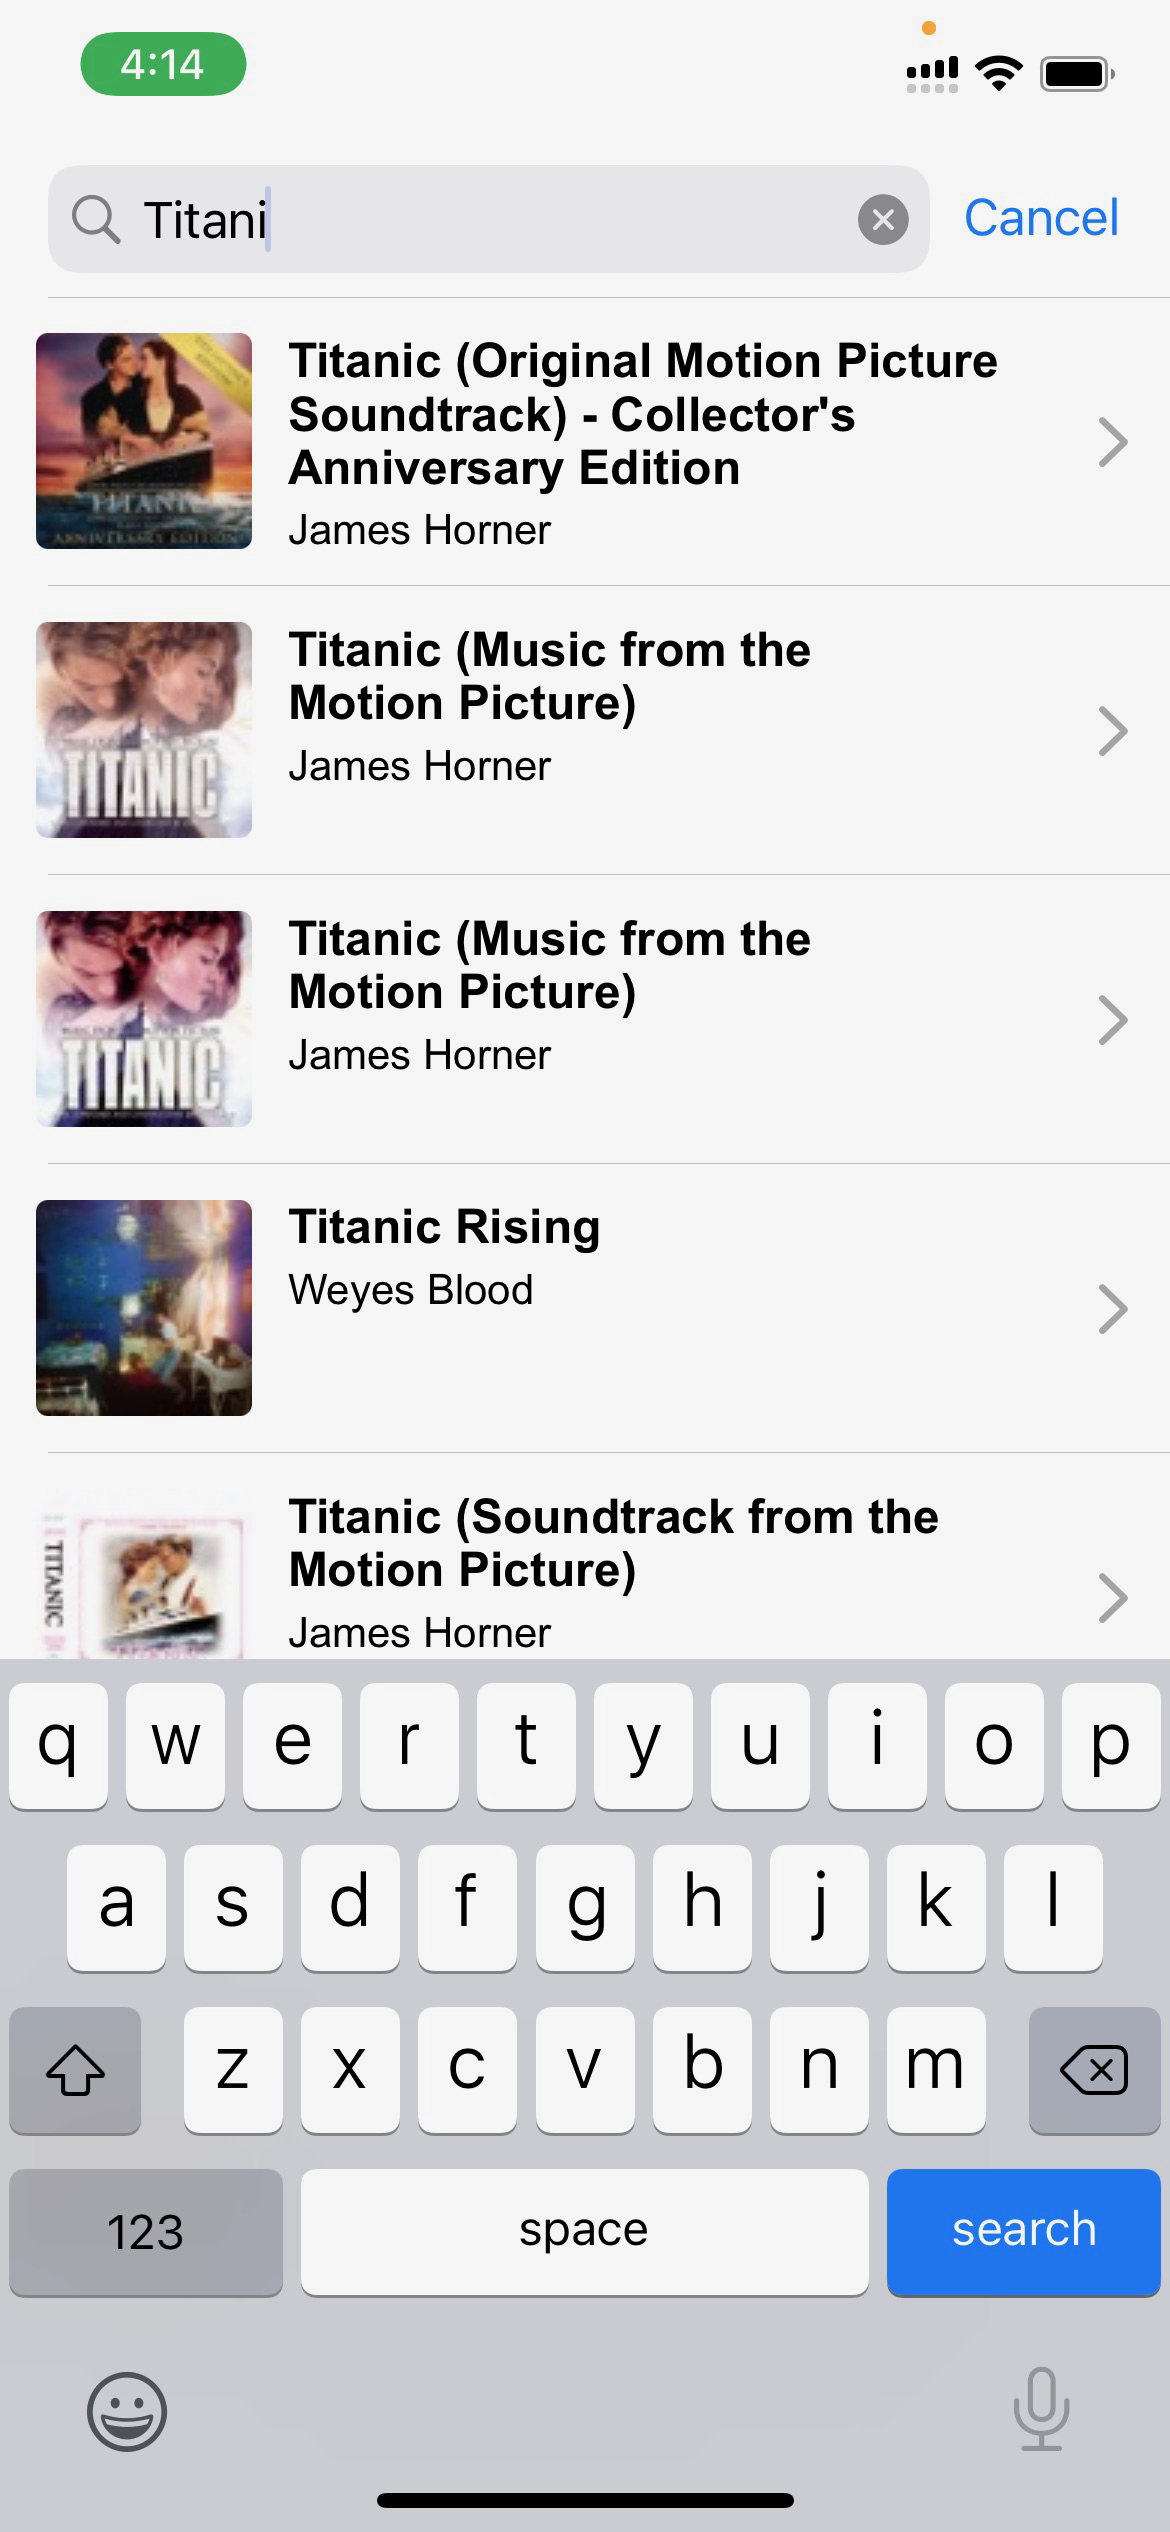 4:14
Titani
Cancel
Titanic (Original Motion Picture
Soundtrack) - Collector's
Anniversary Edition
James Horner
TITANIC
ANNIVERSARY EDITION
Titanic (Music from the
Motion Picture)
James Horner
TITANIC
Titanic (Music from the
Motion Picture)
James Horner
TITANIC
Titanic Rising
Weyes Blood
Titanic (Soundtrack from the
Motion Picture)
James Horner
TITANIC
q w e r t y u i o p
a s d f g h j k l
z x c v b n m
123 space search